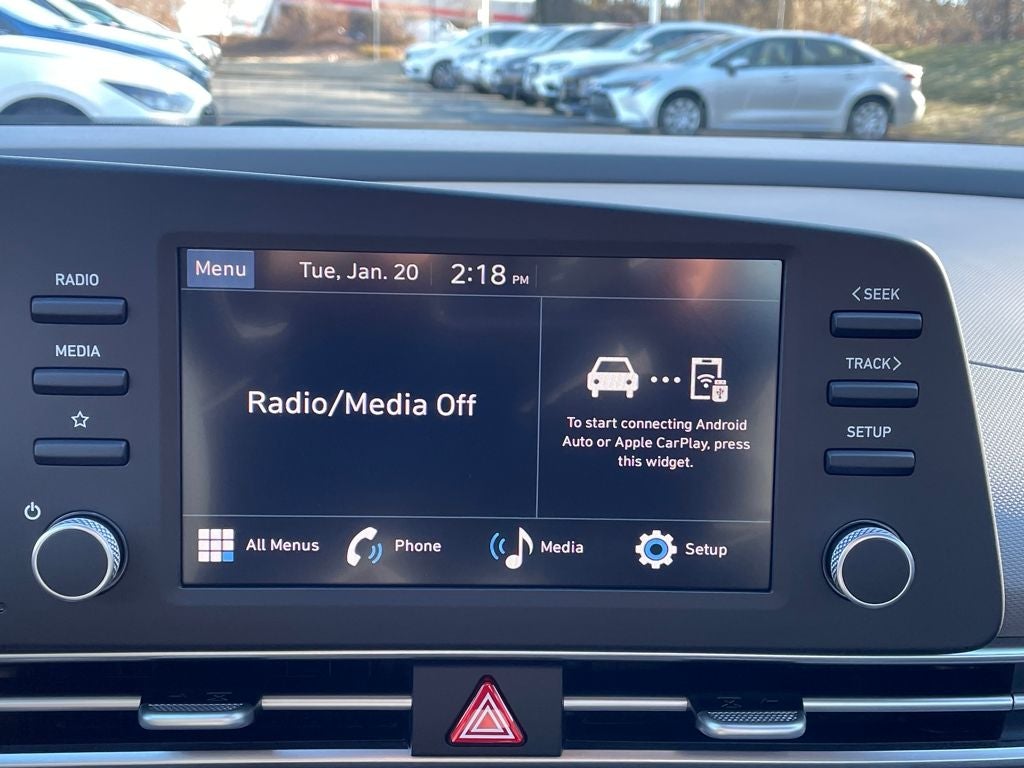 Menu
Tue, Jan. 20
2:18 PM
RADIO
MEDIA
<SEEK
TRACK>
SETUP
Radio/Media Off
To start connecting Android
Auto or Apple CarPlay, press
this widget.
All Menus
Phone
Media
Setup